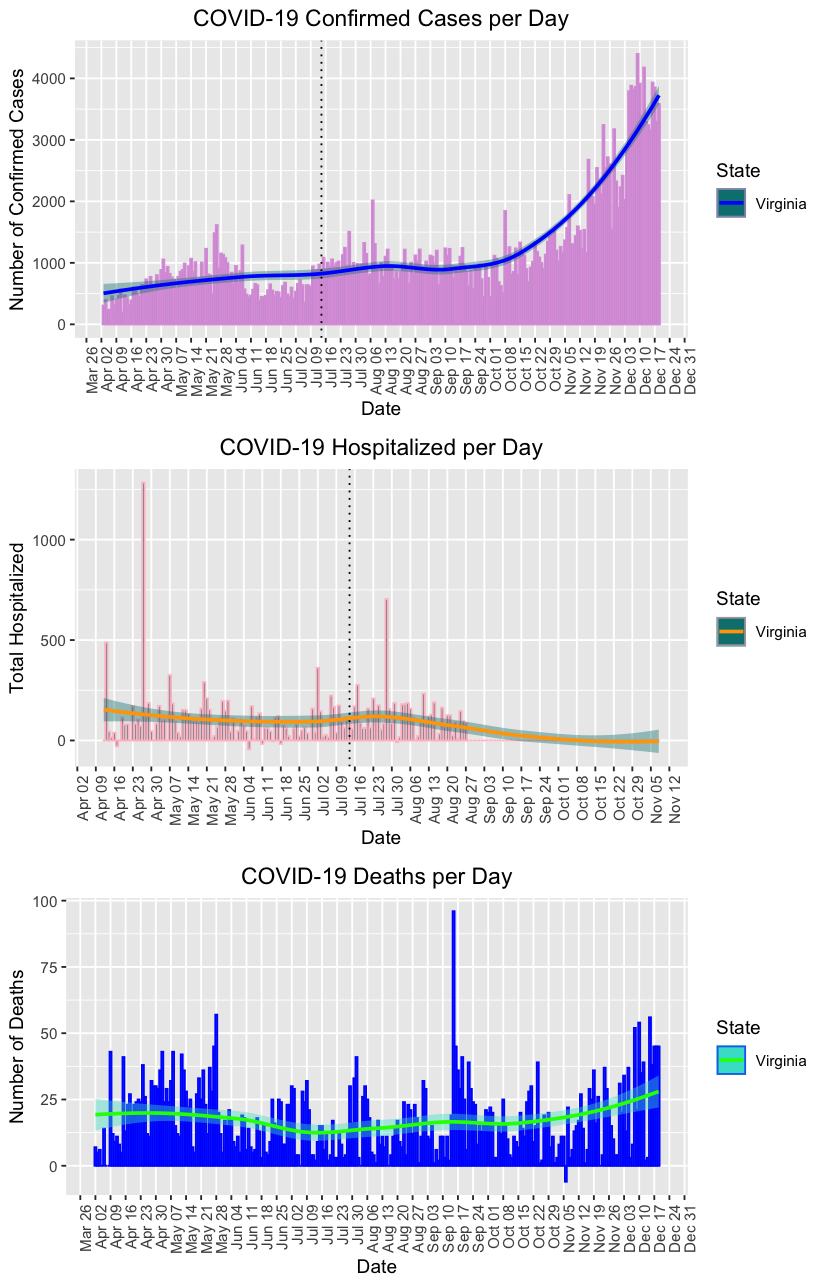 COVID-19 Confirmed Cases per Day
Number of Confirmed Cases
4000
3000
2000
1000
0
Mar 26
Apr 02
Apr 09
Apr 16
Apr 23
Apr 30
May 07
May 14
May 21
May 28
Jun 04
Jun 11
Jun 18
Jun 25
Jul 02
Jul 09
Jul 16
Jul 23
Jul 30
Aug 06
Aug 13
Aug 20
Aug 27
Sep 03
Sep 10
Sep 17
Sep 24
Oct 01
Oct 08
Oct 15
Oct 22
Oct 29
Nov 05
Nov 12
Nov 19
Nov 26
Dec 03
Dec 10
Dec 17
Dec 24
Dec 31
Date
State
Virginia
COVID-19 Hospitalized per Day
Total Hospitalized
1000
500
0
Apr 02
Apr 09
Apr 16
Apr 23
Apr 30
May 07
May 14
May 21
May 28
Jun 04
Jun 11
Jun 18
Jun 25
Jul 02
Jul 09
Jul 16
Jul 23
Jul 30
Aug 06
Aug 13
Aug 20
Aug 27
Sep 03
Sep 10
Sep 17
Sep 24
Oct 01
Oct 08
Oct 15
Oct 22
Oct 29
Nov 05
Nov 12
Date
State
Virginia
COVID-19 Deaths per Day
Number of Deaths
100
75
50
25
0
Mar 26
Apr 02
Apr 09
Apr 16
Apr 23
Apr 30
May 07
May 14
May 21
May 28
Jun 04
Jun 11
Jun 18
Jun 25
Jul 02
Jul 09
Jul 16
Jul 23
Jul 30
Aug 06
Aug 13
Aug 20
Aug 27
Sep 03
Sep 10
Sep 17
Sep 24
Oct 01
Oct 08
Oct 15
Oct 22
Oct 29
Nov 05
Nov 12
Nov 19
Nov 26
Dec 03
Dec 10
Dec 17
Dec 24
Dec 31
Date
State
Virginia